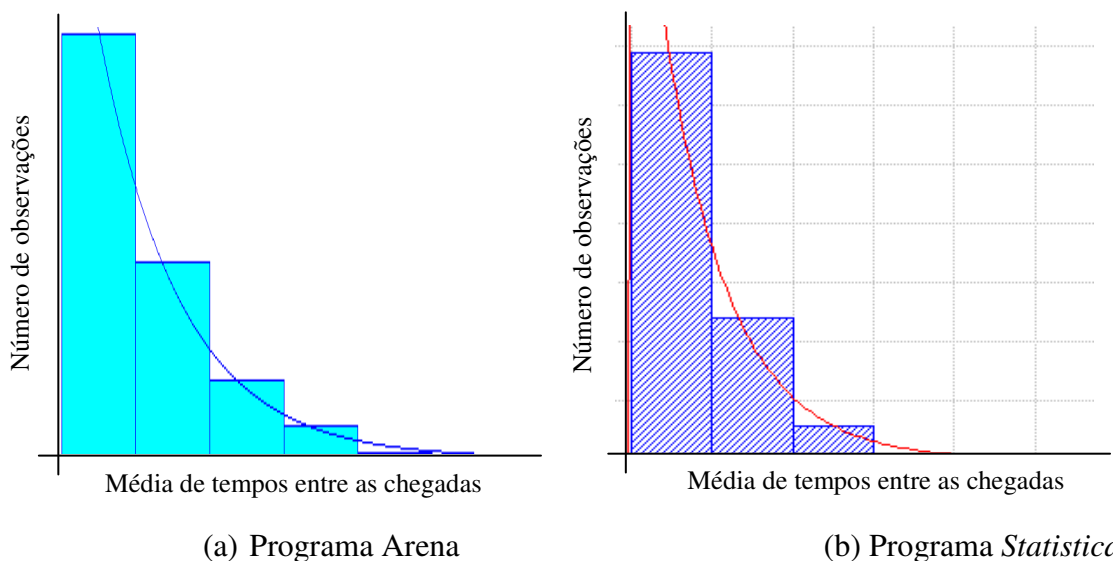 Número de observações
Média de tempos entre as chegadas
(a) Programa Arena
Número de observações
Média de tempos entre as chegadas
(b) Programa Statistica